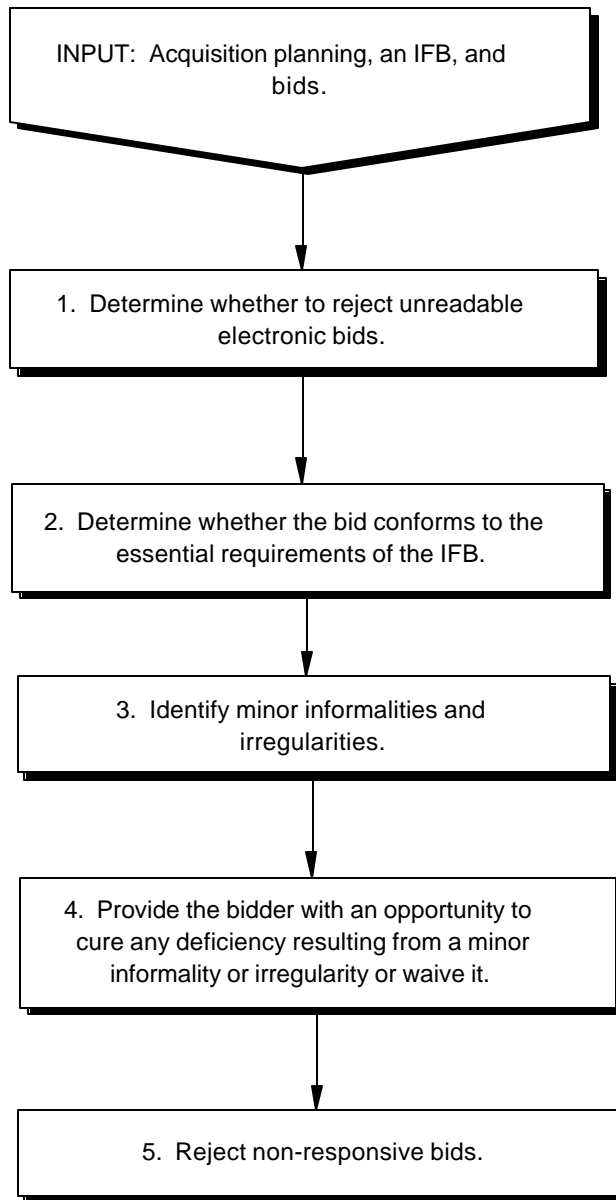 INPUT:  Acquisition planning, an IFB, and
bids.
1.  Determine whether to reject unreadable
electronic bids.
2.  Determine whether the bid conforms to the
essential requirements of the IFB.
3.  Identify minor informalities and
irregularities.
4.  Provide the bidder with an opportunity to
cure any deficiency resulting from a minor
informality or irregularity or waive it.
5.  Reject non-responsive bids.